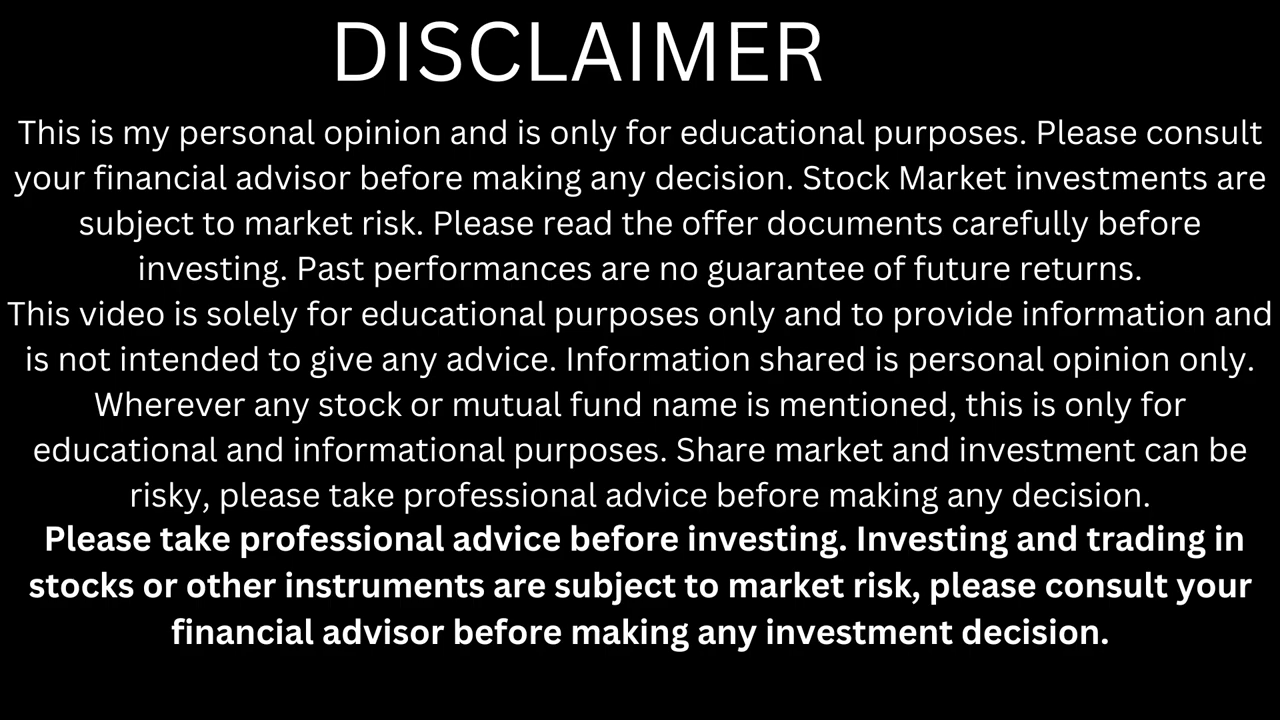 DISCLAIMER
This is my personal opinion and is only for educational purposes. Please consult
your financial advisor before making any decision. Stock Market investments are
subject to market risk. Please read the offer documents carefully before
investing. Past performances are no guarantee of future returns.
This video is solely for educational purposes only and to provide information and
is not intended to give any advice. Information shared is personal opinion only.
Wherever any stock or mutual fund name is mentioned, this is only for
educational and informational purposes. Share market and investment can be
risky, please take professional advice before making any decision.
Please take professional advice before investing. Investing and trading in
stocks or other instruments are subject to market risk, please consult your
financial advisor before making any investment decision.